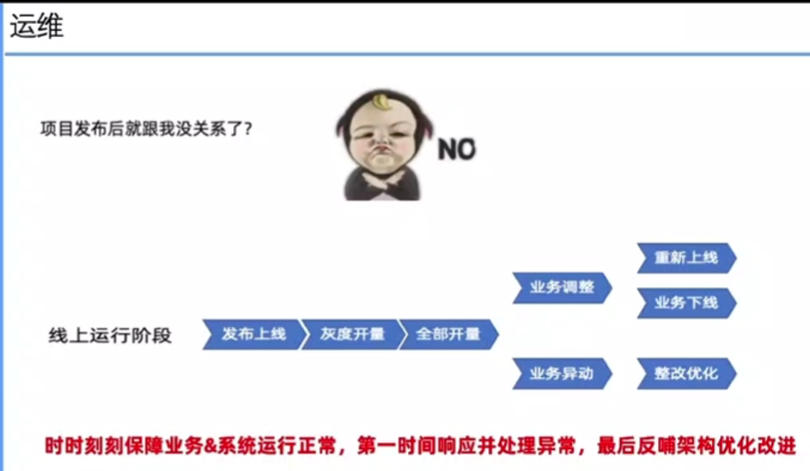 运维
项目发布后就跟我没关系了？
NO
线上运行阶段
发布上线
灰度开量
全部开量
业务调整
重新上线
业务下线
业务异动
整改优化
时时刻刻保障业务&系统运行正常，第一时间响应并处理异常，最后反哺架构优化改进